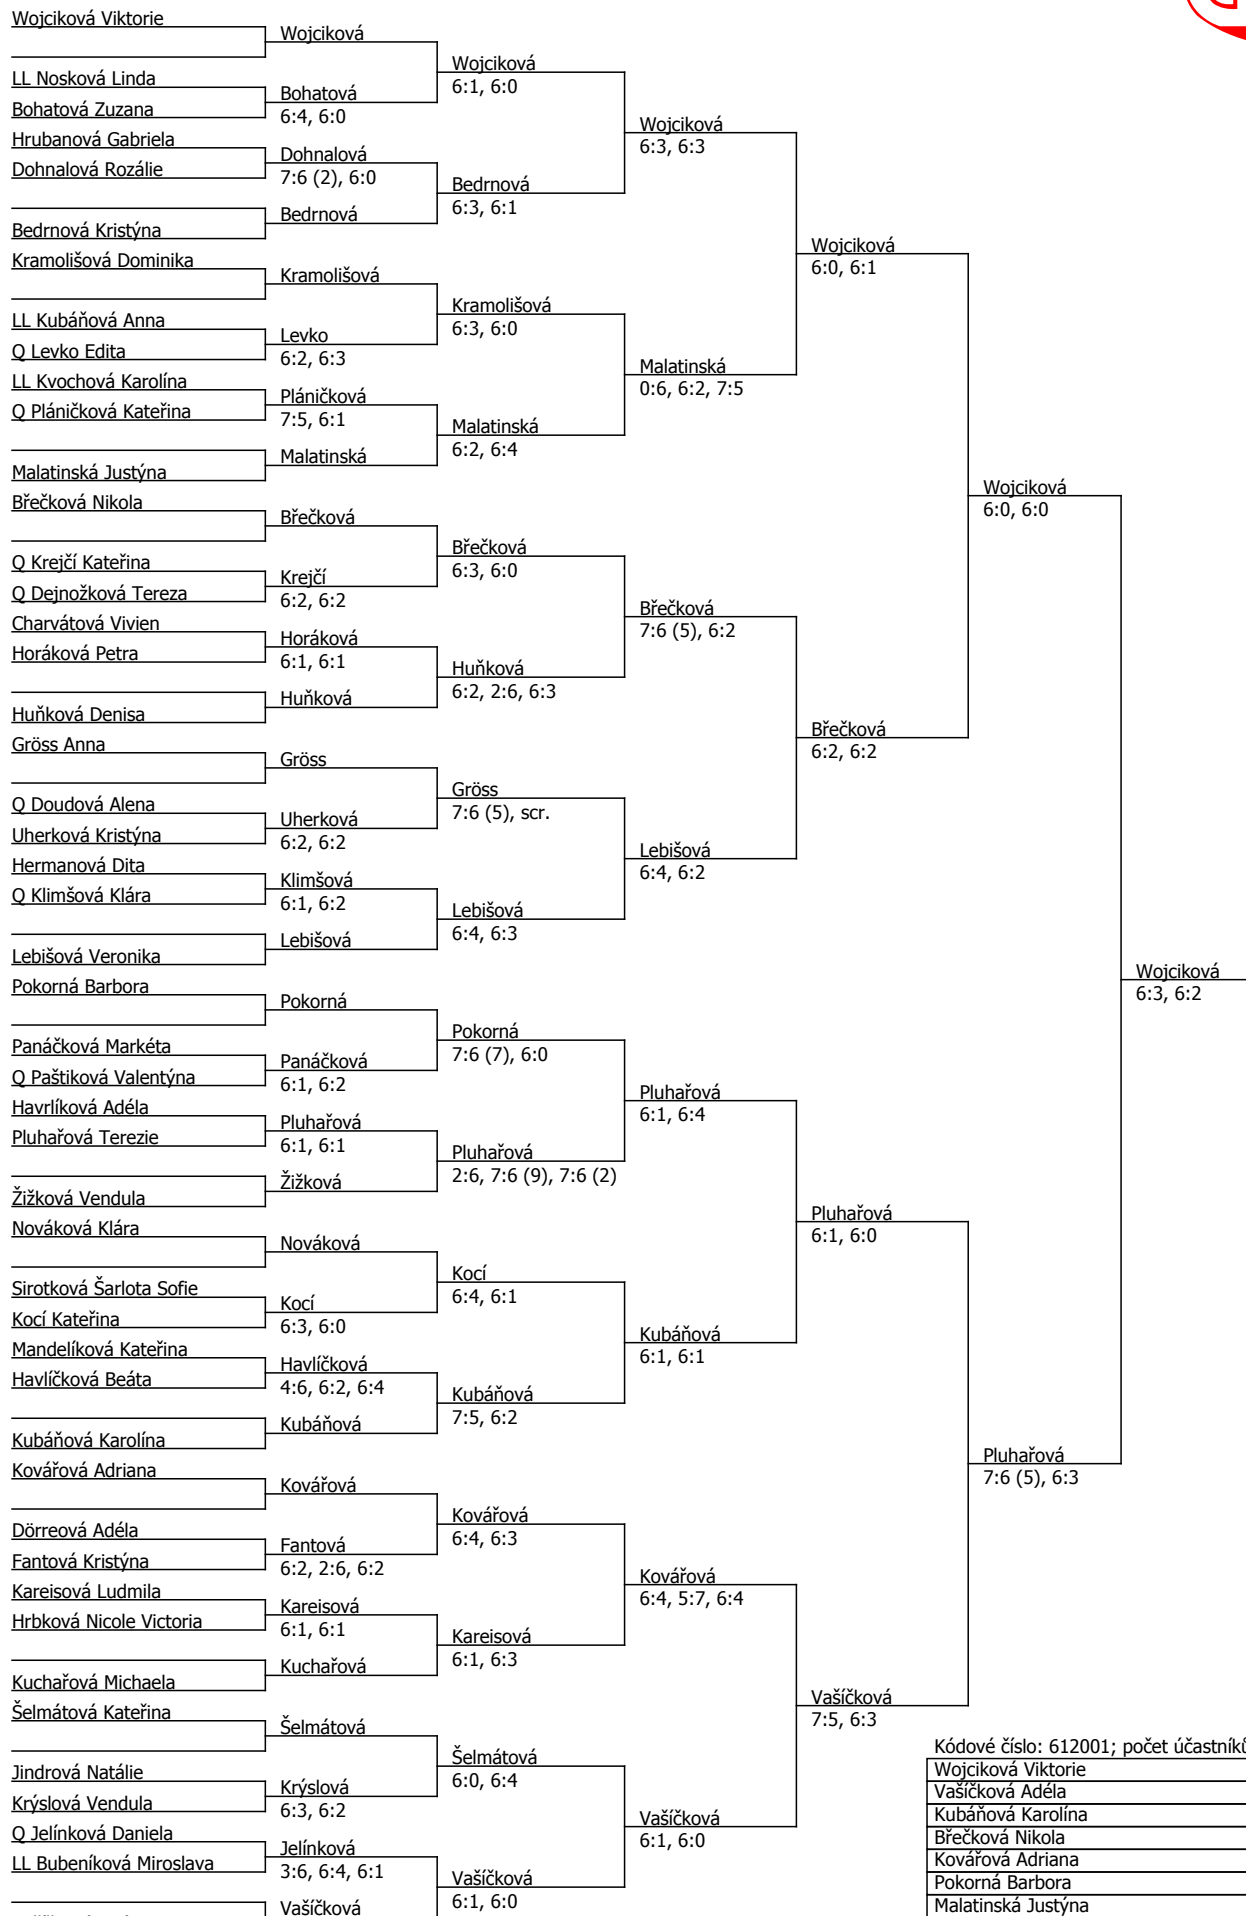 Wojciková Viktorie
LL Nosková Linda
Bohatová Zuzana
Hrubanová Gabriela
Dohnalová Rozálie
Bedrnová Kristýna
Kramolišová Dominika
LL Kubáňová Anna
Q Levko Edita
LL Kvochová Karolína
Q Pláničková Kateřina
Malatinská Justýna
Břečková Nikola
Q Krejčí Kateřina
Q Dejnožková Tereza
Charvátová Vivien
Horáková Petra
Huňková Denisa
Gröss Anna
Q Doudová Alena
Uherková Kristýna
Hermanová Dita
Q Klimšová Klára
Lebišová Veronika
Pokorná Barbora
Panáčková Markéta
Q Paštiková Valentýna
Havrlíková Adéla
Pluhařová Terezie
Žižková Vendula
Nováková Klára
Sirotková Šarlota Sofie
Kocí Kateřina
Mandelíková Kateřina
Havlíčková Beáta
Kubáňová Karolína
Kovářová Adriana
Dörreová Adéla
Fantová Kristýna
Kareisová Ludmila
Hrbková Nicole Victoria
Kuchařová Michaela
Šelmátová Kateřina
Jindrová Natálie
Krýslová Vendula
Q Jelínková Daniela
LL Bubeníková Miroslava
Wojciková
Bohatová
6:4, 6:0
Dohnalová
7:6 (2), 6:0
Bedrnová
Kramolišová
Levko
6:2, 6:3
Pláničková
7:5, 6:1
Malatinská
Břečková
Krejčí
6:2, 6:2
Horáková
6:1, 6:1
Huňková
Gröss
Uherková
6:2, 6:2
Klimšová
6:1, 6:2
Lebišová
Pokorná
Panáčková
6:1, 6:2
Pluhařová
6:1, 6:1
Žižková
Nováková
Kocí
6:3, 6:0
Havlíčková
4:6, 6:2, 6:4
Kubáňová
Kovářová
Fantová
6:2, 2:6, 6:2
Kareisová
6:1, 6:1
Kuchařová
Šelmátová
Krýslová
6:3, 6:2
Jelínková
3:6, 6:4, 6:1
Vašíčková
Wojciková
6:1, 6:0
Bedrnová
6:3, 6:1
Kramolišová
6:3, 6:0
Malatinská
6:2, 6:4
Břečková
6:3, 6:0
Huňková
6:2, 2:6, 6:3
Gröss
7:6 (5), scr.
Lebišová
6:4, 6:3
Pokorná
7:6 (7), 6:0
Pluhařová
2:6, 7:6 (9), 7:6 (2)
Kocí
6:4, 6:1
Kubáňová
7:5, 6:2
Kovářová
6:4, 6:3
Kareisová
6:1, 6:3
Šelmátová
6:0, 6:4
Vašíčková
6:1, 6:0
Wojciková
6:3, 6:3
Malatinská
0:6, 6:2, 7:5
Břečková
7:6 (5), 6:2
Lebišová
6:4, 6:2
Pluhařová
6:1, 6:4
Kubáňová
6:1, 6:1
Kovářová
6:4, 5:7, 6:4
Vašíčková
6:1, 6:0
Wojciková
6:0, 6:1
Břečková
6:2, 6:2
Pluhařová
6:1, 6:0
Vašíčková
7:5, 6:3
Wojciková
6:0, 6:0
Pluhařová
7:6 (5), 6:3
Wojciková
6:3, 6:2
Kódové číslo: 612001; počet účastníků
Wojciková Viktorie
Vašíčková Adéla
Kubáňová Karolína
Břečková Nikola
Kovářová Adriana
Pokorná Barbora
Malatinská Justýna